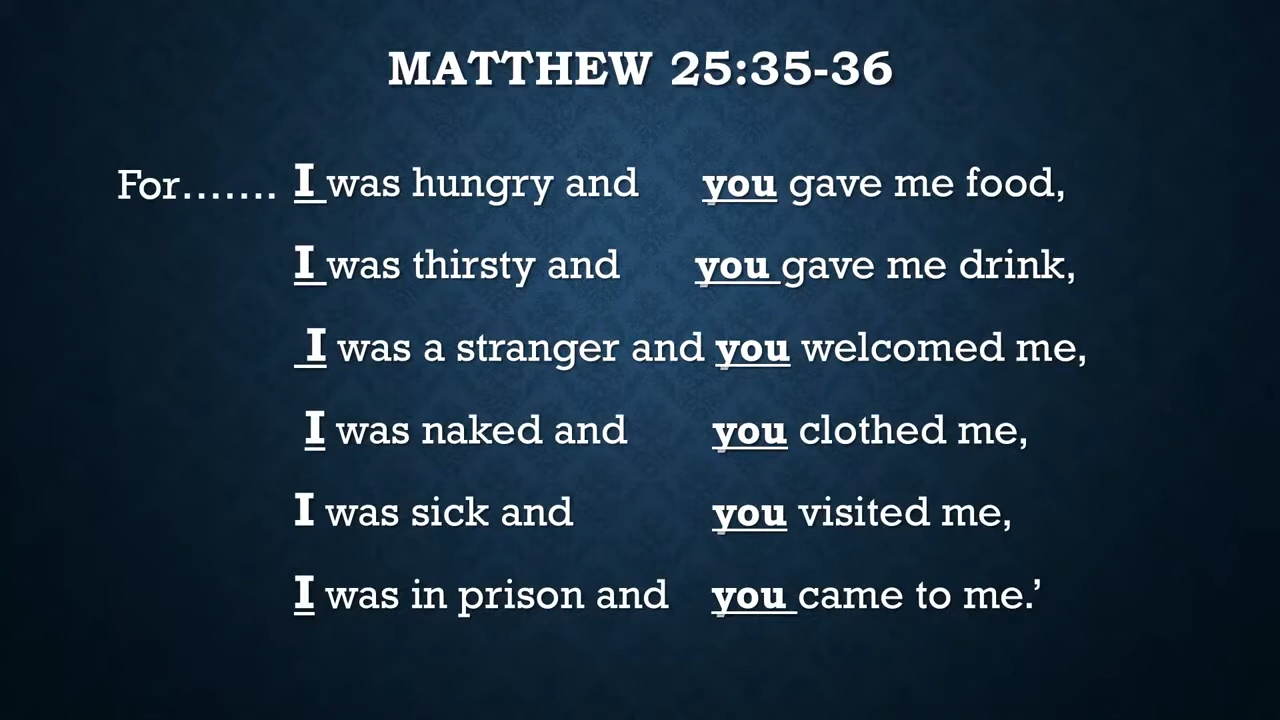 MATTHEW 25:35-36
For....... I was hungry and you gave me food,
I was thirsty and you gave me drink,
I was a stranger and you welcomed me,
I was naked and you clothed me,
I was sick and you visited me,
I was in prison and you came to me.’